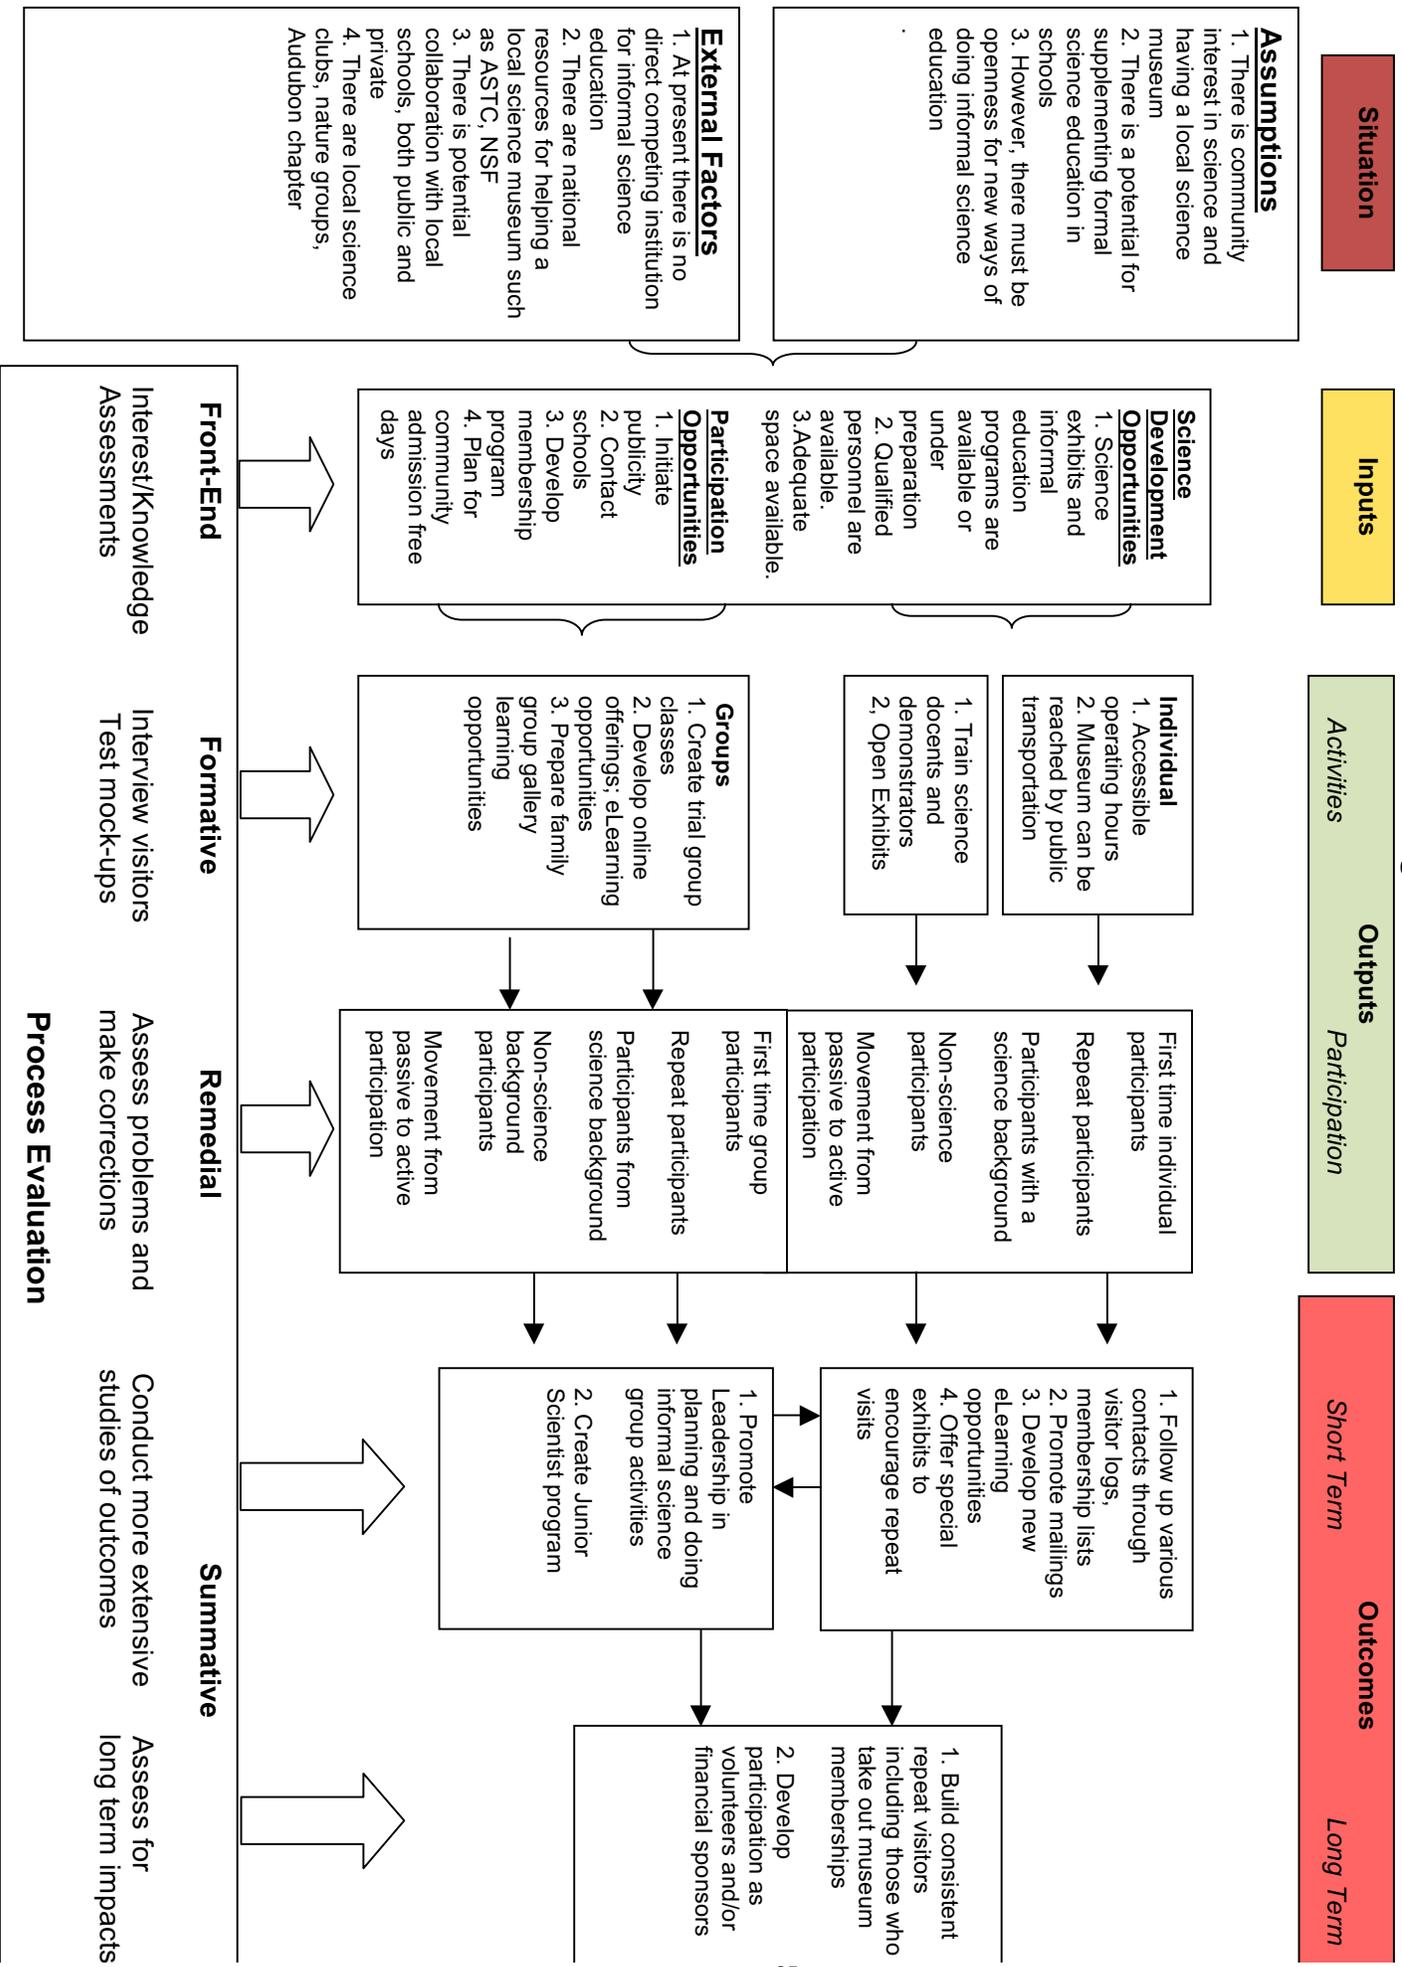 Situation
Assumptions
1. There is community
interest in science and
having a local science
museum
2. There is a potential for
supplementing formal
science education in
schools
3. However, there must be
openness for new ways of
doing informal science
education
.
External Factors
1. At present there is no
direct competing institution
for informal science
education
2. There are national
resources for helping a
local science museum such
as ASTC, NSF
3. There is potential
collaboration with local
schools, both public and
private
4. There are local science
clubs, nature groups,
Audubon chapter
Inputs
Science
Development
Opportunities
1. Science
exhibits and
informal
education
programs are
available or
under
preparation
2. Qualified
personnel are
available.
3.Adequate
space available.
Participation
Opportunities
1. Initiate
publicity
2. Contact
schools
3. Develop
membership
program
4. Plan for
community
admission free
days
Outputs
Activities
Participation
Individual
1. Accessible
operating hours
2. Museum can be
reached by public
transportation
1. Train science
docents and
demonstrators
2, Open Exhibits
Groups
1. Create trial group
classes
2. Develop online
offerings; eLearning
opportunities
3. Prepare family
group gallery
learning
opportunities
First time individual
participants
Repeat participants
Participants with a
science background
Non-science
participants
Movement from
passive to active
participation
First time group
participants
Repeat participants
Participants from
science background
Non-science
background
participants
Movement from
passive to active
participation
Outcomes
Short Term
Long Term
1. Follow up various
contacts through
visitor logs,
membership lists
2. Promote mailings
3. Develop new
eLearning
opportunities
4. Offer special
exhibits to
encourage repeat
visits
1. Promote
Leadership in
planning and doing
informal science
group activities
2. Create Junior
Scientist program
1. Build consistent
repeat visitors
including those who
take out museum
memberships
2. Develop
participation as
volunteers and/or
financial sponsors
Front-End
Interest/Knowledge
Assessments
Formative
Interview visitors
Test mock-ups
Remedial
Assess problems and
make corrections
Summative
Conduct more extensive
studies of outcomes
Assess for
long term impacts
Process Evaluation